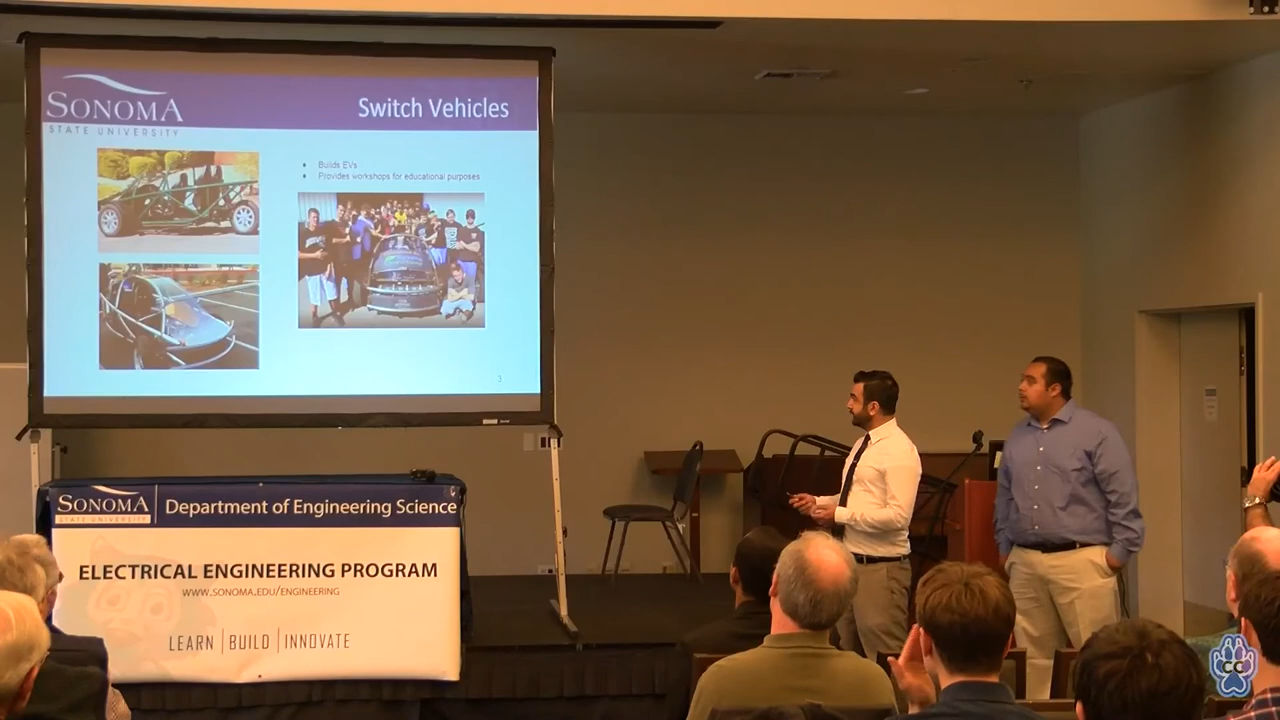 SONOMA
STATE UNIVERSITY
Switch Vehicles
Builds EVs
Provides workshops for educational purposes
3
SONOMA
STATE UNIVERSITY
Department of Engineering Science
ELECTRICAL ENGINEERING PROGRAM
WWW.SONOMA.EDU/ENGINEERING
LEARN | BUILD | INNOVATE
CC